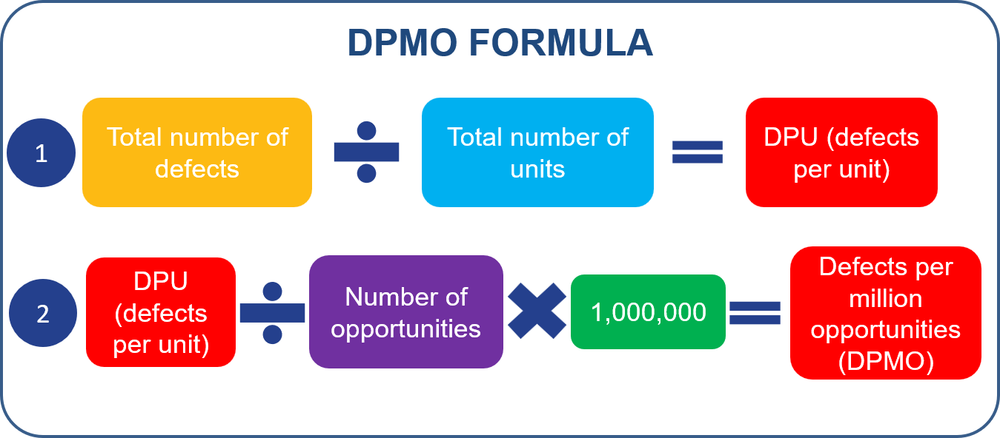 DPMO FORMULA
1
Total number of
defects
÷
Total number of
units
=
DPU (defects
per unit)
2
DPU
(defects
per unit)
÷
Number of
opportunities
×
1,000,000
=
Defects per
million
opportunities
(DPMO)